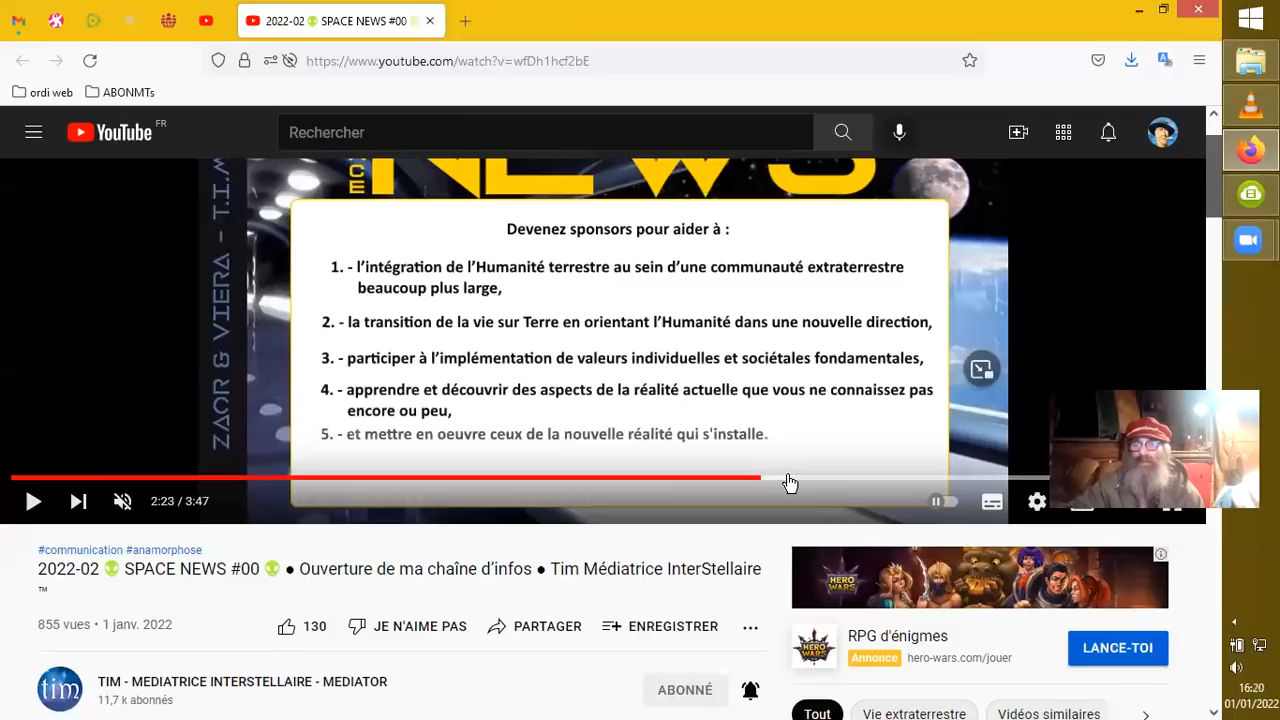 2022-02 👽 SPACE NEWS #00
https://www.youtube.com/watch?v=wfDh1hcf2bE
ordi web
ABONMTs
YouTube FR
Rechercher
NEWS
ZAOR & VIERA - T.I.M
Devenez sponsors pour aider à :
1. - l'intégration de l'Humanité terrestre au sein d'une communauté extraterrestre
beaucoup plus large,
2. - la transition de la vie sur Terre en orientant l'Humanité dans une nouvelle direction,
3. - participer à l'implémentation de valeurs individuelles et sociétales fondamentales,
4. - apprendre et découvrir des aspects de la réalité actuelle que vous ne connaissez pas
encore ou peu,
5. - et mettre en oeuvre ceux de la nouvelle réalité qui s'installe.
2:23 / 3:47
#communication #anamorphose
2022-02 👽 SPACE NEWS #00 👽 ● Ouverture de ma chaine d'infos ● Tim Médiatrice InterStellaire
™
855 vues • 1 janv. 2022
130
JE N'AIME PAS
PARTAGER
ENREGISTRER
HERO WARS
RPG d'énigmes
Annonce hero-wars.com/jouer
LANCE-TOI
TIM - MEDIATRICE INTERSTELLAIRE - MEDIATOR
11,7 k abonnés
ABONNÉ
tim
Tout
Vie extraterrestre
Vidéos similaires
16:20
01/01/2022